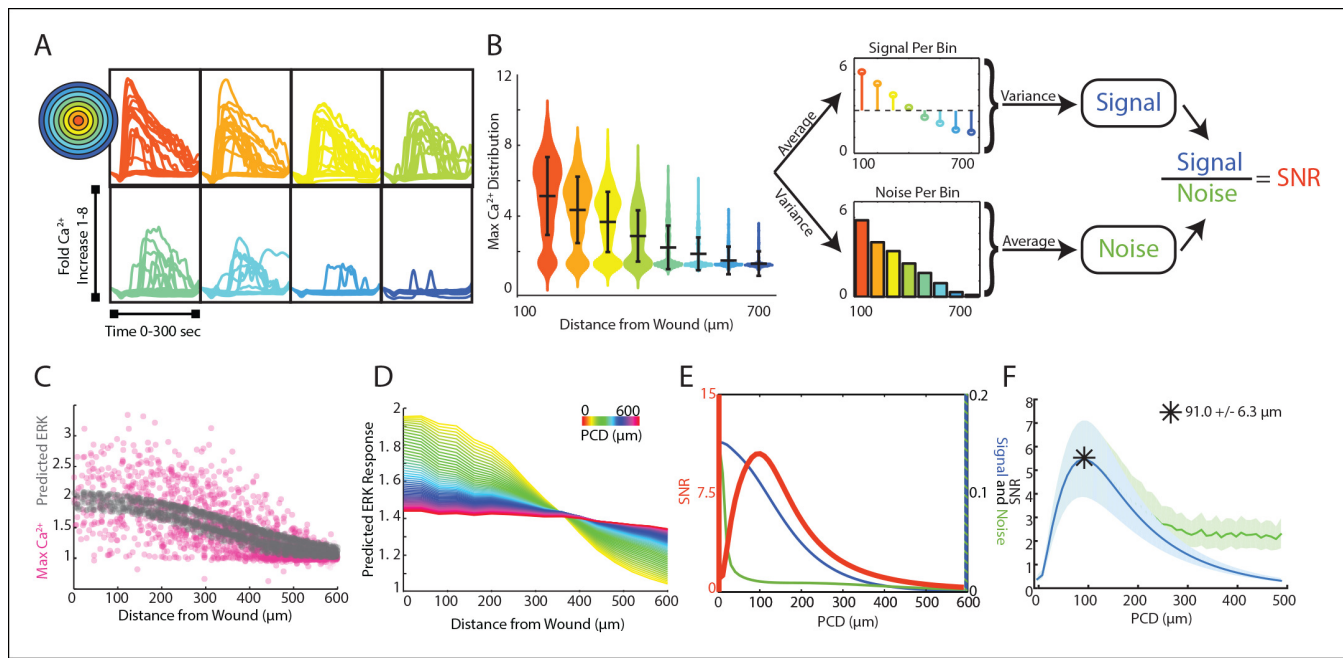 A
Fold Ca²⁺
Increase 1-8
Time 0-300 sec
B
Max Ca²⁺ Distribution
12
8
4
0
100
700
Distance from Wound (μm)
Average
Variance
Signal Per Bin
6
0
100
700
Variance
Signal
Noise Per Bin
6
0
100
700
Average
Noise
Signal
Noise
= SNR
C
Max Ca²⁺
Predicted ERK
3
2.5
2
1.5
1
0 100 200 300 400 500 600
Distance from Wound (μm)
D
Predicted ERK Response
2
1.8
1.6
1.4
1.2
1
0 600
PCD (μm)
0 100 200 300 400 500 600
Distance from Wound (μm)
E
SNR
15
7.5
0
0.2
0.1
0
Signal and Noise
0 100 200 300 400 500 600
PCD (μm)
F
SNR
8
7
6
5
4
3
2
1
0
91.0 +/- 6.3 μm
0 100 200 300 400 500
PCD (μm)